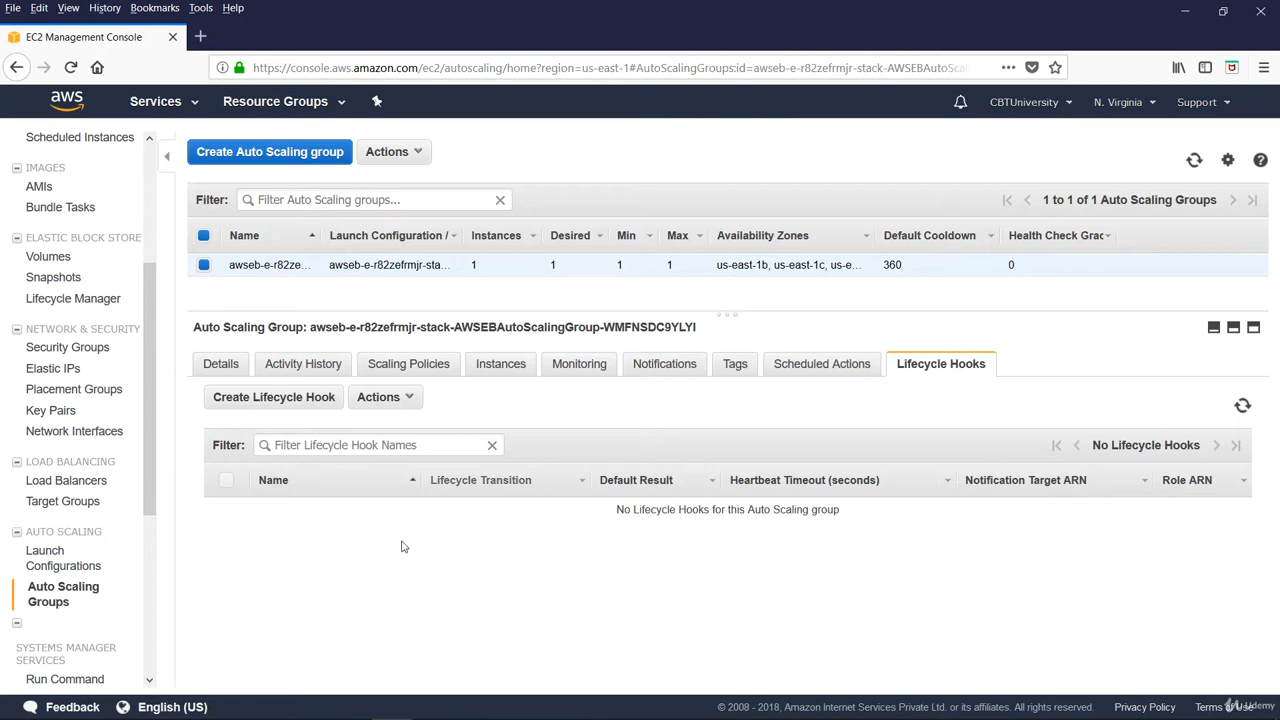 File Edit View History Bookmarks Tools Help
EC2 Management Console
https://console.aws.amazon.com/ec2/autoscaling/home?region=us-east-1#AutoScalingGroups:id=awseb-e-r82zefrmjr-stack-AWSEBAutoScal
aws Services Resource Groups CBTUniversity N. Virginia Support
Scheduled Instances
IMAGES
AMIs
Bundle Tasks
ELASTIC BLOCK STORE
Volumes
Snapshots
Lifecycle Manager
NETWORK & SECURITY
Security Groups
Elastic IPs
Placement Groups
Key Pairs
Network Interfaces
LOAD BALANCING
Load Balancers
Target Groups
AUTO SCALING
Launch
Configurations
Auto Scaling
Groups
SYSTEMS MANAGER
SERVICES
Run Command
Create Auto Scaling group Actions
Filter: Filter Auto Scaling groups... 1 to 1 of 1 Auto Scaling Groups
Name Launch Configuration / Instances Desired Min Max Availability Zones Default Cooldown Health Check Grac
awseb-e-r82ze... awseb-e-r82zefrmjr-sta... 1 1 1 1 us-east-1b, us-east-1c, us-e... 360 0
Auto Scaling Group: awseb-e-r82zefrmjr-stack-AWSEBAutoScalingGroup-WMFNSDC9YLYI
Details Activity History Scaling Policies Instances Monitoring Notifications Tags Scheduled Actions Lifecycle Hooks
Create Lifecycle Hook Actions
Filter: Filter Lifecycle Hook Names No Lifecycle Hooks
Name Lifecycle Transition Default Result Heartbeat Timeout (seconds) Notification Target ARN Role ARN
No Lifecycle Hooks for this Auto Scaling group
Feedback English (US) © 2008 - 2018, Amazon Internet Services Private Ltd. or its affiliates. All rights reserved. Privacy Policy Terms of Use
Udemy